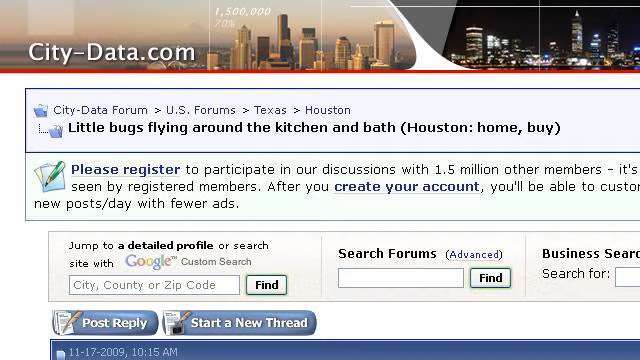 1,500,000
70%
City-Data.com
City-Data Forum > U.S. Forums > Texas > Houston
Little bugs flying around the kitchen and bath (Houston: home, buy)
Please register to participate in our discussions with 1.5 million other members - it's
seen by registered members. After you create your account, you'll be able to custo
new posts/day with fewer ads.
Jump to a detailed profile or search
site with Google™ Custom Search
City, County or Zip Code Find
Search Forums (Advanced)
Find
Business Searc
Search for:
Post Reply Start a New Thread
11-17-2009, 10:15 AM